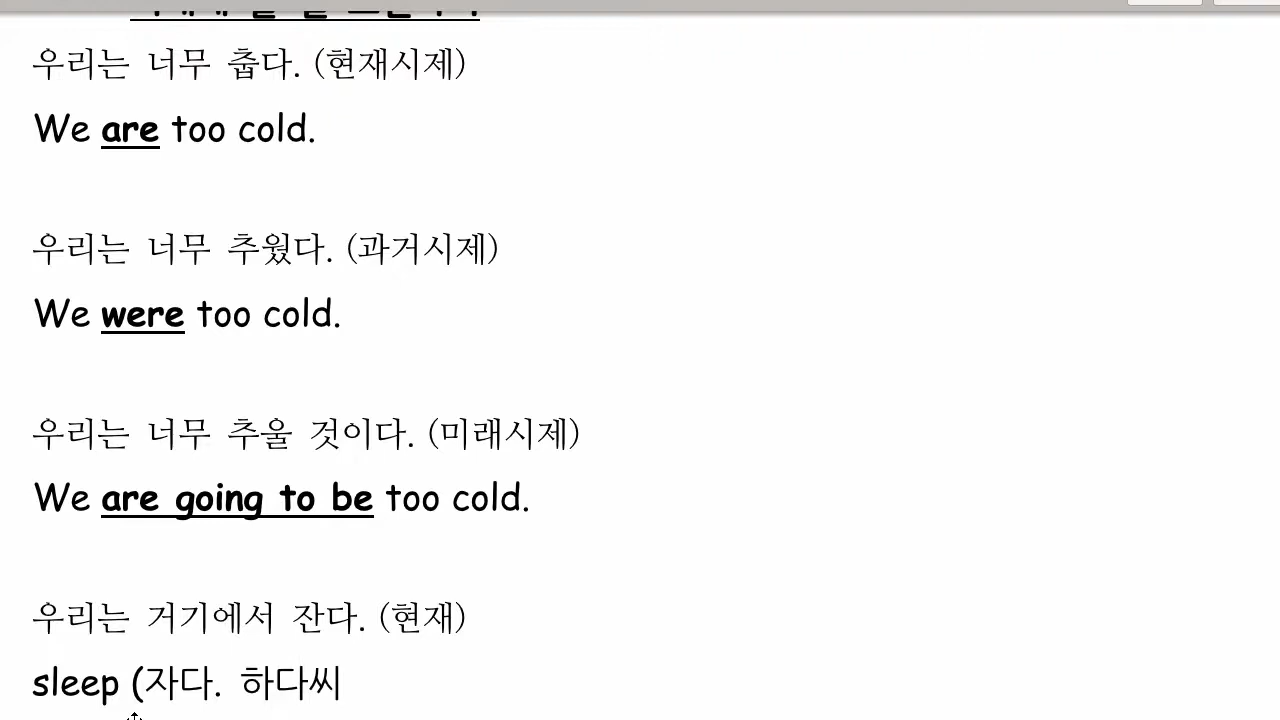 우리는 너무 춥다. (현재시제)
We are too cold.
우리는 너무 추웠다. (과거시제)
We were too cold.
우리는 너무 추울 것이다. (미래시제)
We are going to be too cold.
우리는 거기에서 잔다. (현재)
sleep (자다. 하다씨